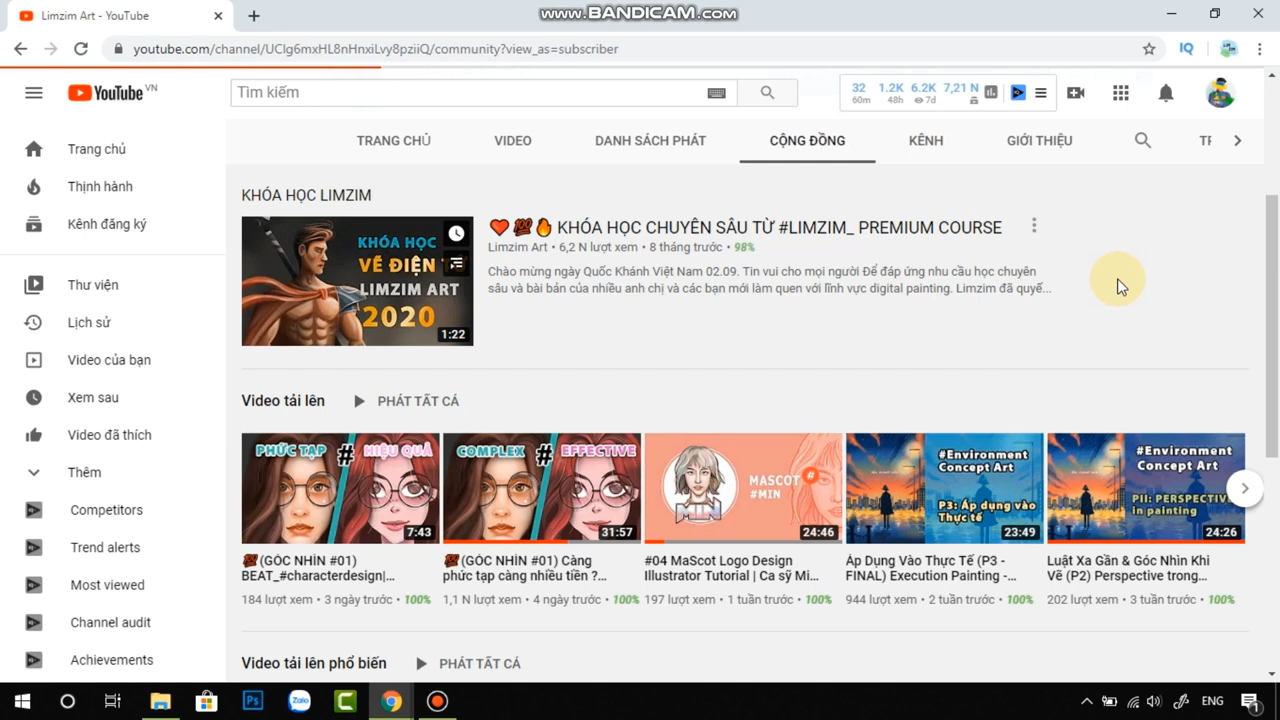 Limzim Art - YouTube
www.BANDICAM.com
youtube.com/channel/UCIg6mxHL8nHnxiLvy8pziiQ/community?view_as=subscriber
YouTube VN
Tìm kiếm
32 1.2K 6.2K 7,21 N
60m 48h 7d
TRANG CHỦ VIDEO DANH SÁCH PHÁT CỘNG ĐỒNG KÊNH GIỚI THIỆU
Trang chủ
Thịnh hành
Kênh đăng ký
Thư viện
Lịch sử
Video của bạn
Xem sau
Video đã thích
Thêm
Competitors
Trend alerts
Most viewed
Channel audit
Achievements
KHÓA HỌC LIMZIM
KHÓA HỌC
VẼ ĐIỆN
LIMZIM ART
2020
1:22
❤️💯🔥 KHÓA HỌC CHUYÊN SÂU TỪ #LIMZIM_ PREMIUM COURSE
Limzim Art • 6,2 N lượt xem • 8 tháng trước • 98%
Chào mừng ngày Quốc Khánh Việt Nam 02.09. Tin vui cho mọi người Để đáp ứng nhu cầu học chuyên
sâu và bài bản của nhiều anh chị và các bạn mới làm quen với lĩnh vực digital painting. Limzim đã quyế...
Video tải lên PHÁT TẤT CẢ
PHỨC TẠP # HIỆU QUẢ
7:43
💯(GÓC NHÌN #01)
BEAT_#characterdesign|...
184 lượt xem • 3 ngày trước • 100%
COMPLEX # EFFECTIVE
31:57
💯(GÓC NHÌN #01) Càng
phức tạp càng nhiều tiền ?...
1,1 N lượt xem • 4 ngày trước • 100%
MASCOT
#MIN
MIN
24:46
#04 MaScot Logo Design
Illustrator Tutorial | Ca sỹ Mi...
197 lượt xem • 1 tuần trước • 100%
#Environment
Concept Art
P3: Áp dụng vào
Thực tế
23:49
Áp Dụng Vào Thực Tế (P3 -
FINAL) Execution Painting -...
944 lượt xem • 2 tuần trước • 100%
#Environment
Concept Art
PII: PERSPECTIV
in painting
24:26
Luật Xa Gần & Góc Nhìn Khi
Vẽ (P2) Perspective trong...
202 lượt xem • 3 tuần trước • 100%
Video tải lên phổ biến PHÁT TẤT CẢ
Ps Zalo C ENG 1